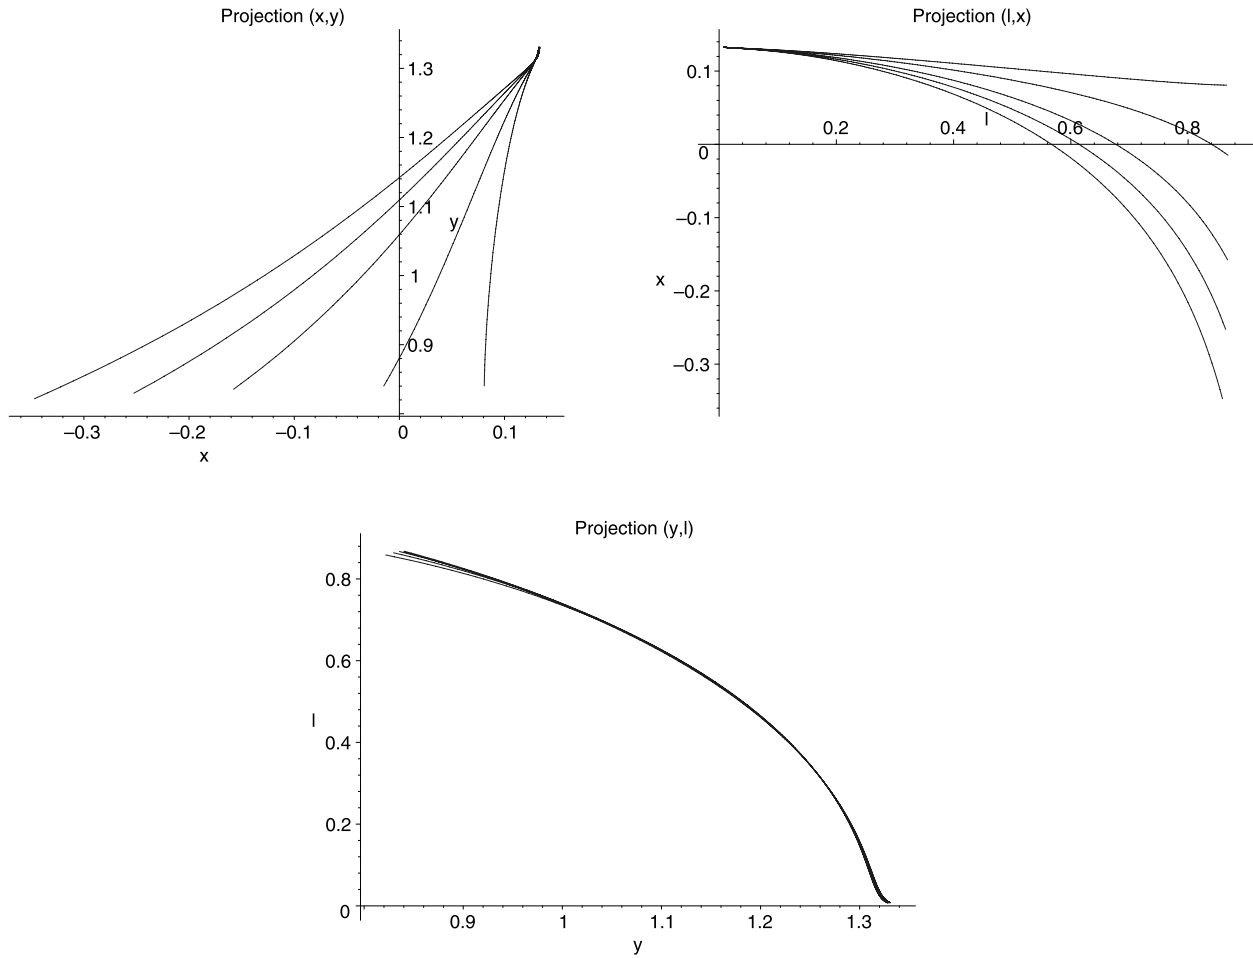 Projection (x,y)
1.3
1.2
1.1
y
1
0.9
−0.3 −0.2 −0.1 0 0.1
x
Projection (l,x)
0.1
l
0.2 0.4 0.6 0.8
0
−0.1
x
−0.2
−0.3
Projection (y,l)
0.8
0.6
l
0.4
0.2
0
0.9 1 1.1 1.2 1.3
y